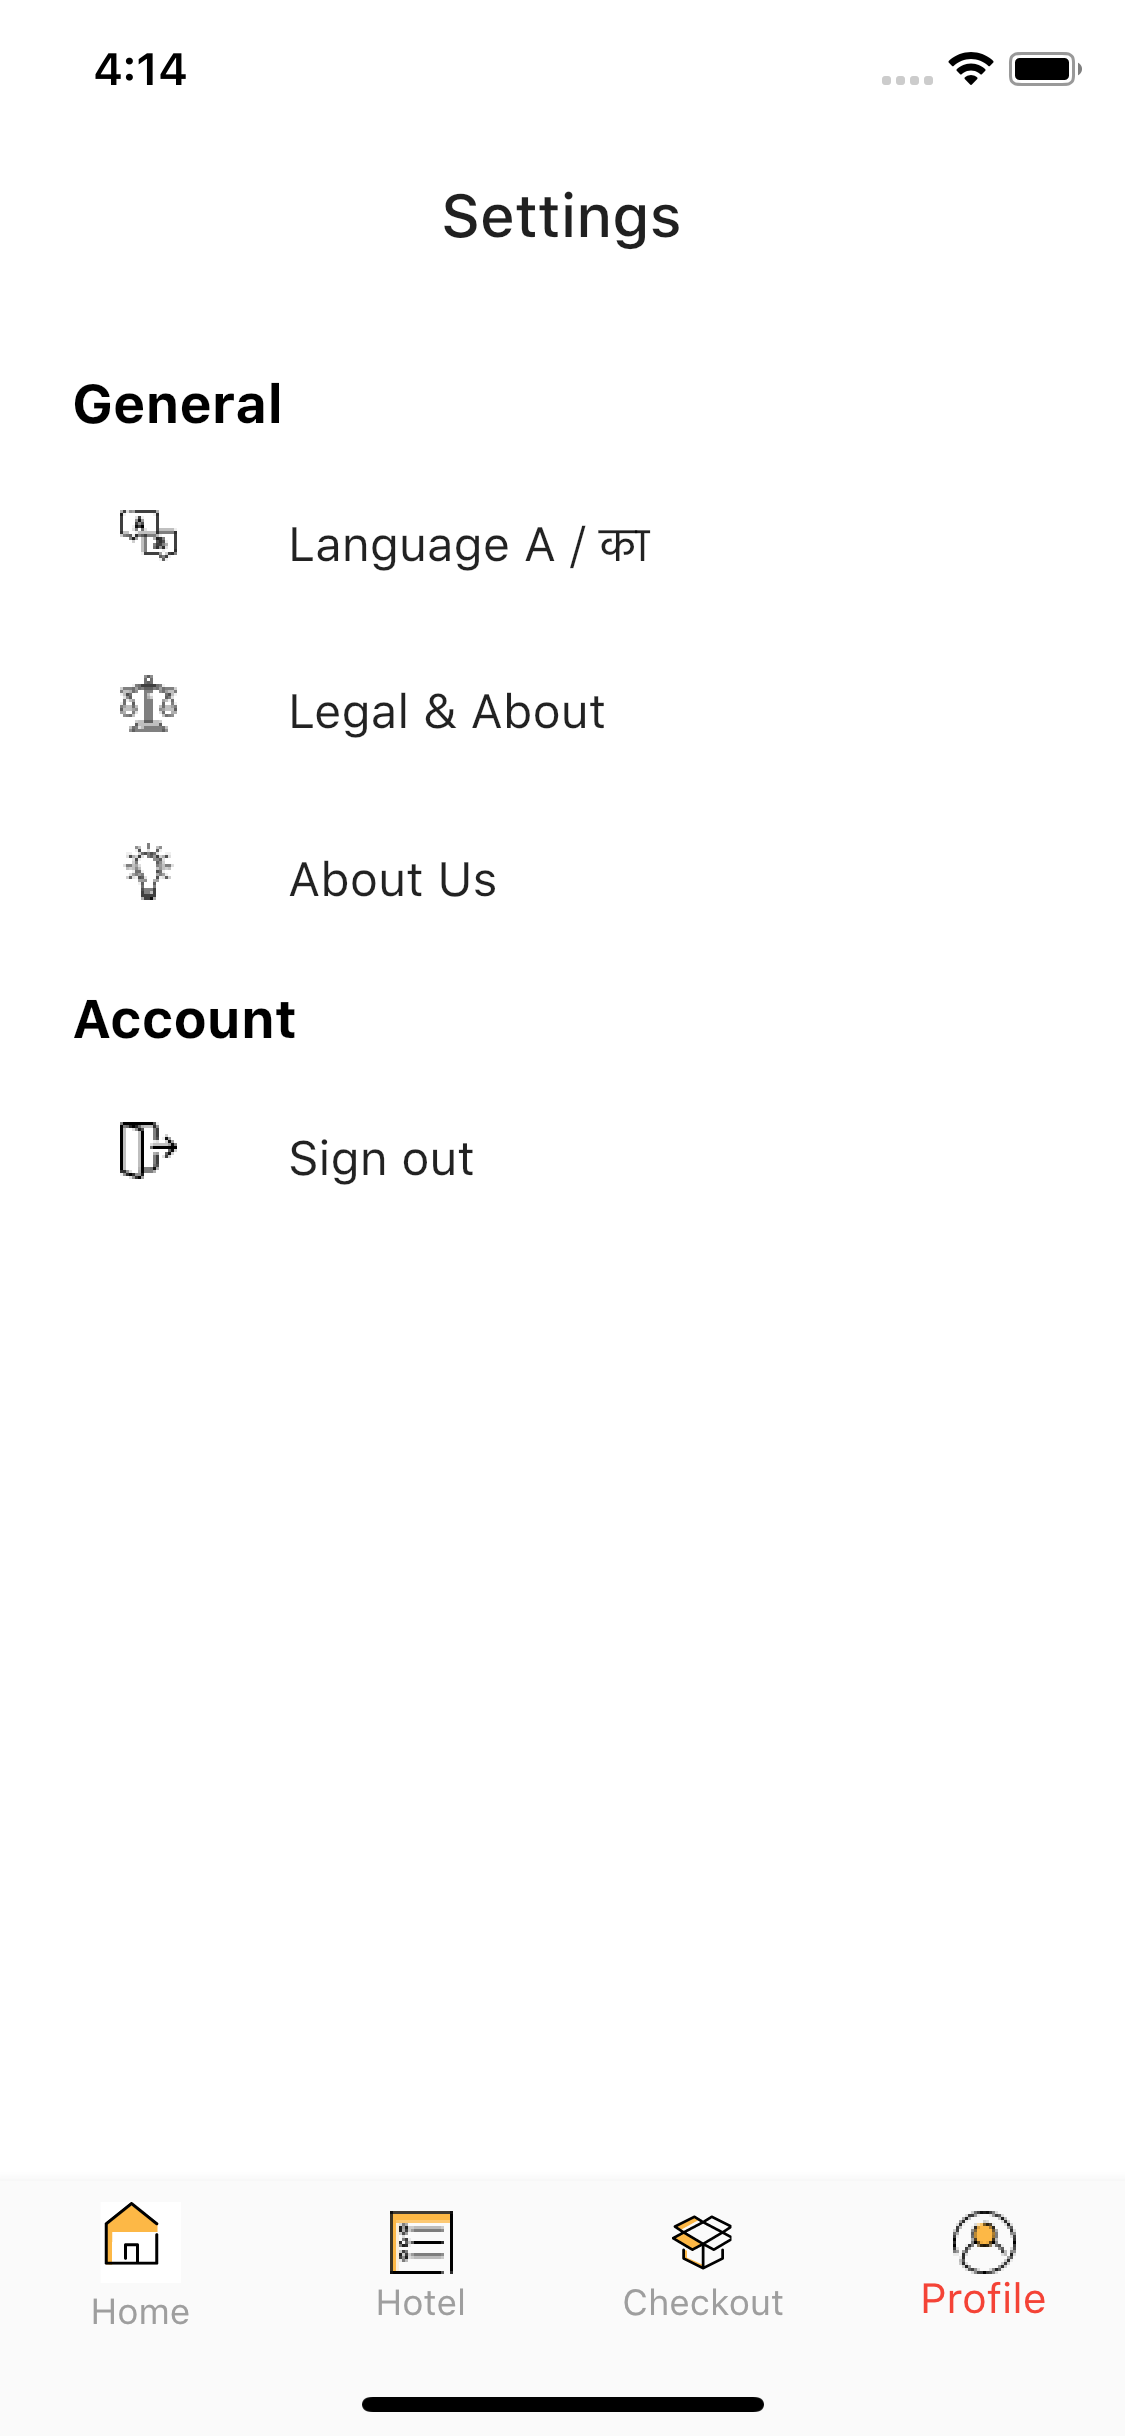 4:14
Settings
General
Language A / का
Legal & About
About Us
Account
Sign out
Home
Hotel
Checkout
Profile